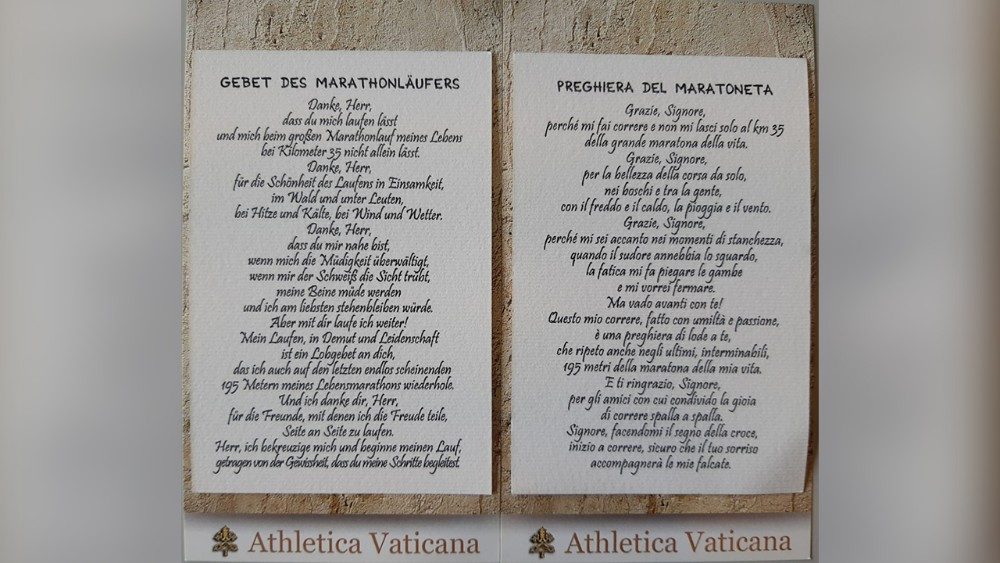 GEBET DES MARATHONLÄUFERS
Danke, Herr,
dass du mich laufen lässt
und mich beim großen Marathonlauf meines Lebens
bei Kilometer 35 nicht allein lässt.
Danke, Herr,
für die Schönheit des Laufens in Einsamkeit,
im Wald und unter Leuten,
bei Hitze und Kälte, bei Wind und Wetter.
Danke, Herr,
dass du mir nahe bist,
wenn mich die Müdigkeit überwältigt,
wenn mir der Schweiß die Sicht trübt,
meine Beine müde werden
und ich am liebsten stehenbleiben würde.
Aber mit dir laufe ich weiter!
Mein Laufen, in Demut und Leidenschaft
ist ein Lobgebet an dich,
das ich auch auf den letzten endlos scheinenden
195 Metern meines Lebensmarathons wiederhole.
Und ich danke dir, Herr,
für die Freunde, mit denen ich die Freude teile,
Seite an Seite zu laufen.
Herr, ich bekreuzige mich und beginne meinen Lauf,
getragen von der Gewissheit, dass du meine Schritte begleitest.
Athletica Vaticana
PREGHIERA DEL MARATONETA
Grazie, Signore,
perché mi fai correre e non mi lasci solo al km 35
della grande maratona della vita.
Grazie, Signore,
per la bellezza della corsa da solo,
nei boschi e tra la gente,
con il freddo e il caldo, la pioggia e il vento.
Grazie, Signore,
perché mi sei accanto nei momenti di stanchezza,
quando il sudore annebbia lo sguardo,
la fatica mi fa piegare le gambe
e mi vorrei fermare.
Ma vado avanti con te!
Questo mio correre, fatto con umiltà e passione,
è una preghiera di lode a te,
che ripeto anche negli ultimi, interminabili,
195 metri della maratona della mia vita.
E ti ringrazio, Signore,
per gli amici con cui condivido la gioia
di correre spalla a spalla.
Signore, facendomi il segno della croce,
inizio a correre, sicuro che il tuo sorriso
accompagnerà le mie falcate.
Athletica Vaticana